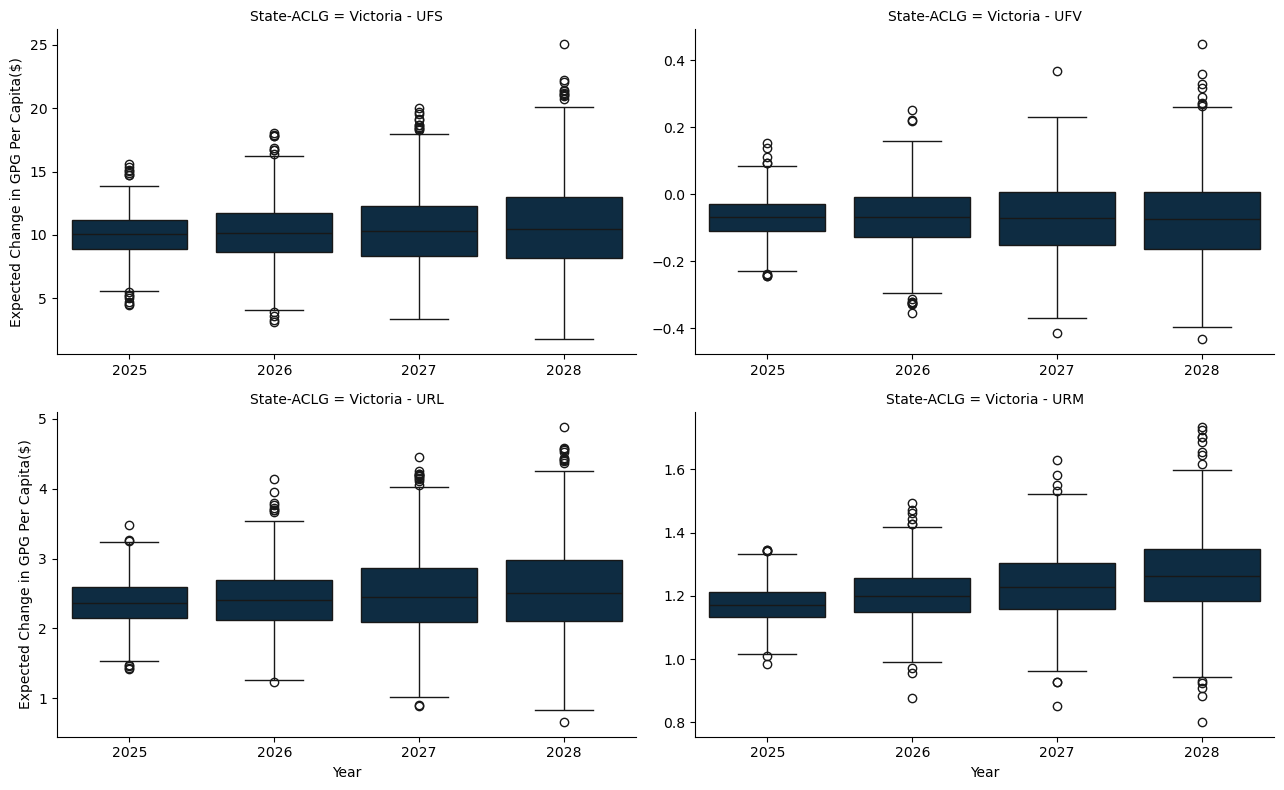 State-ACLG = Victoria - UFS
Expected Change in GPG Per Capita($)
25
20
15
10
5
2025 2026 2027 2028
State-ACLG = Victoria - UFV
0.4
0.2
0.0
−0.2
−0.4
2025 2026 2027 2028
State-ACLG = Victoria - URL
Expected Change in GPG Per Capita($)
5
4
3
2
1
2025 2026 2027 2028
Year
State-ACLG = Victoria - URM
1.6
1.4
1.2
1.0
0.8
2025 2026 2027 2028
Year